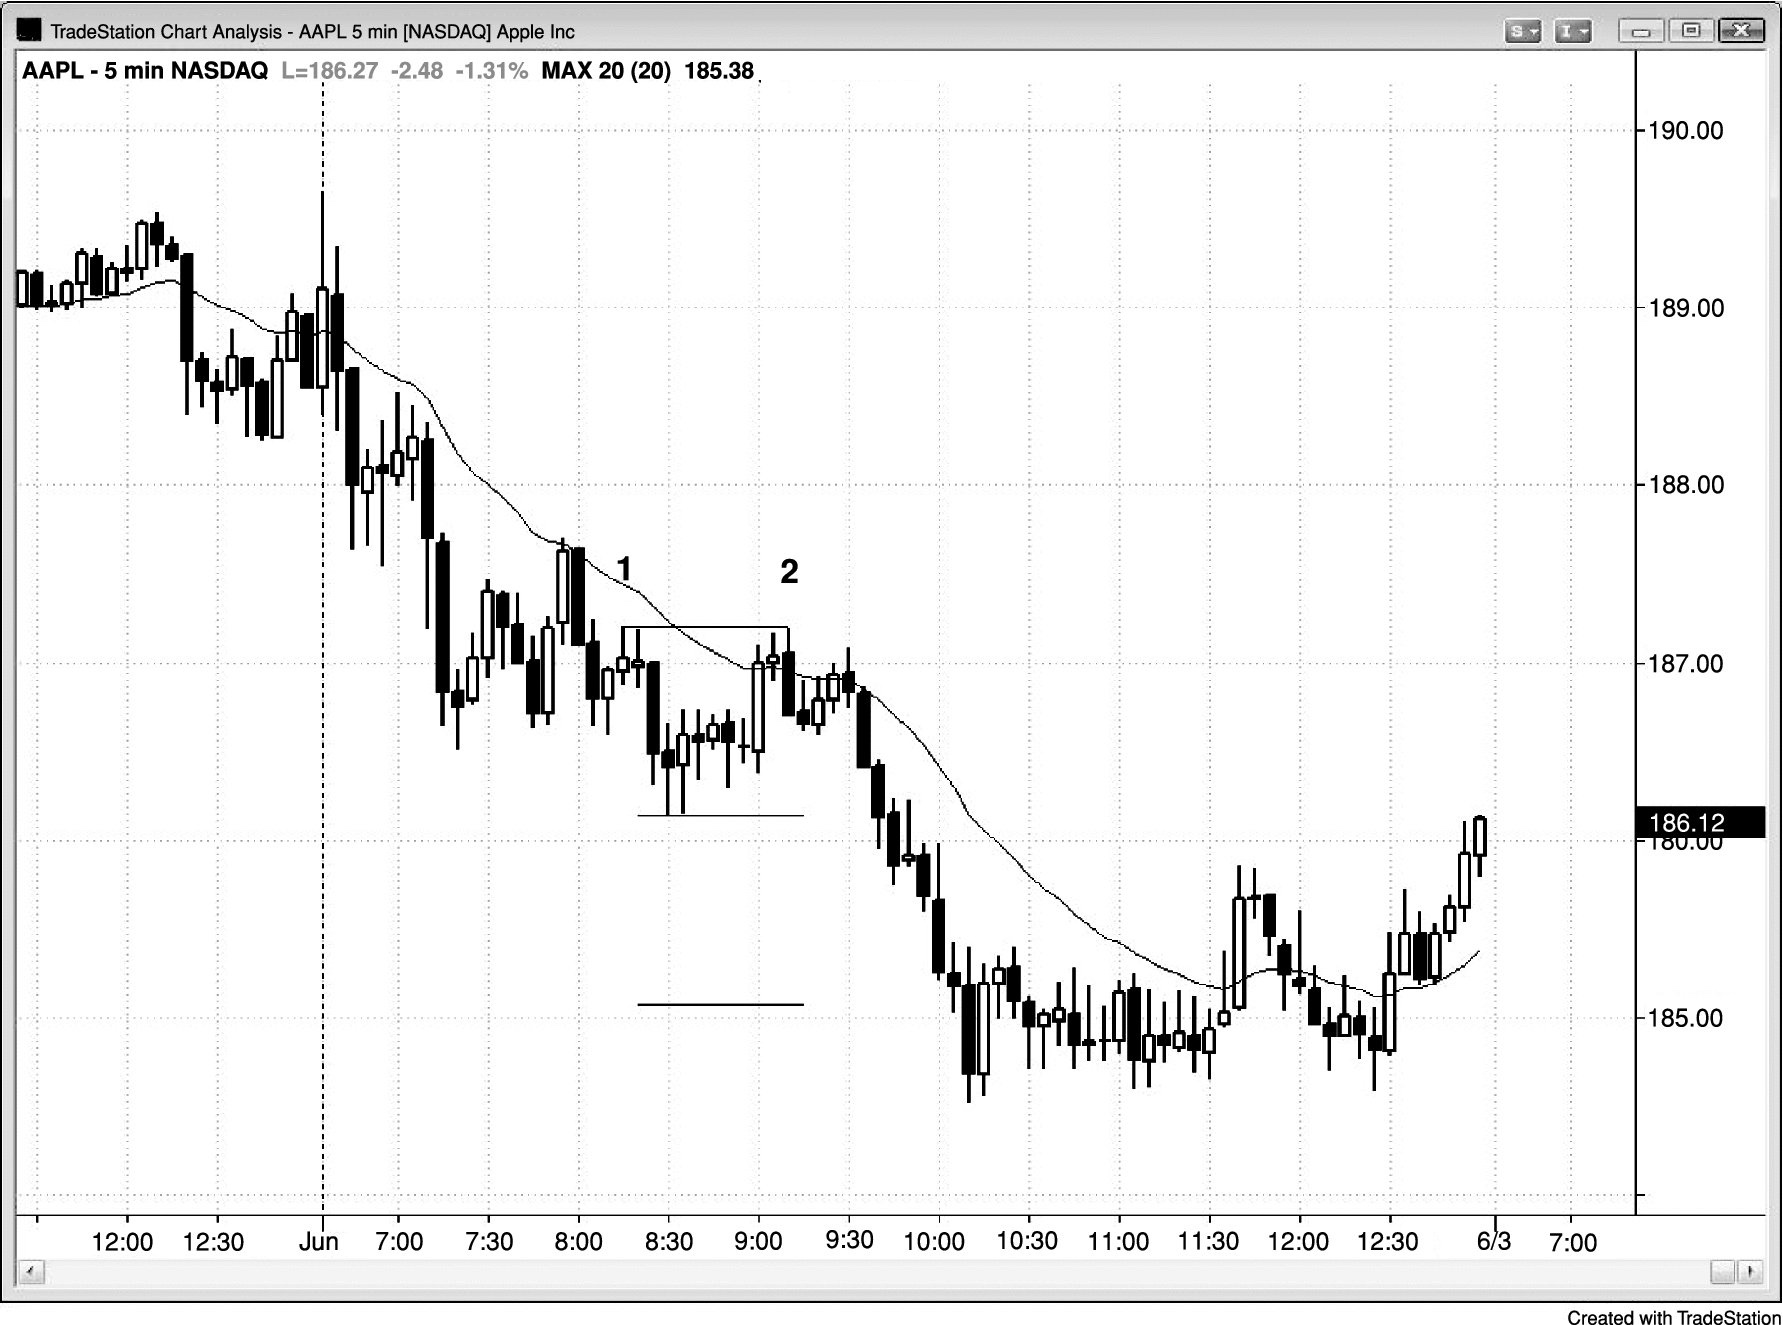 TradeStation Chart Analysis - AAPL 5 min [NASDAQ] Apple Inc
S
I
X
AAPL - 5 min NASDAQ L=186.27 -2.48 -1.31% MAX 20 (20) 185.38
190.00
189.00
188.00
1
2
187.00
186.12
180.00
185.00
12:00 12:30 Jun 7:00 7:30 8:00 8:30 9:00 9:30 10:00 10:30 11:00 11:30 12:00 12:30 6/3 7:00
Created with TradeStation